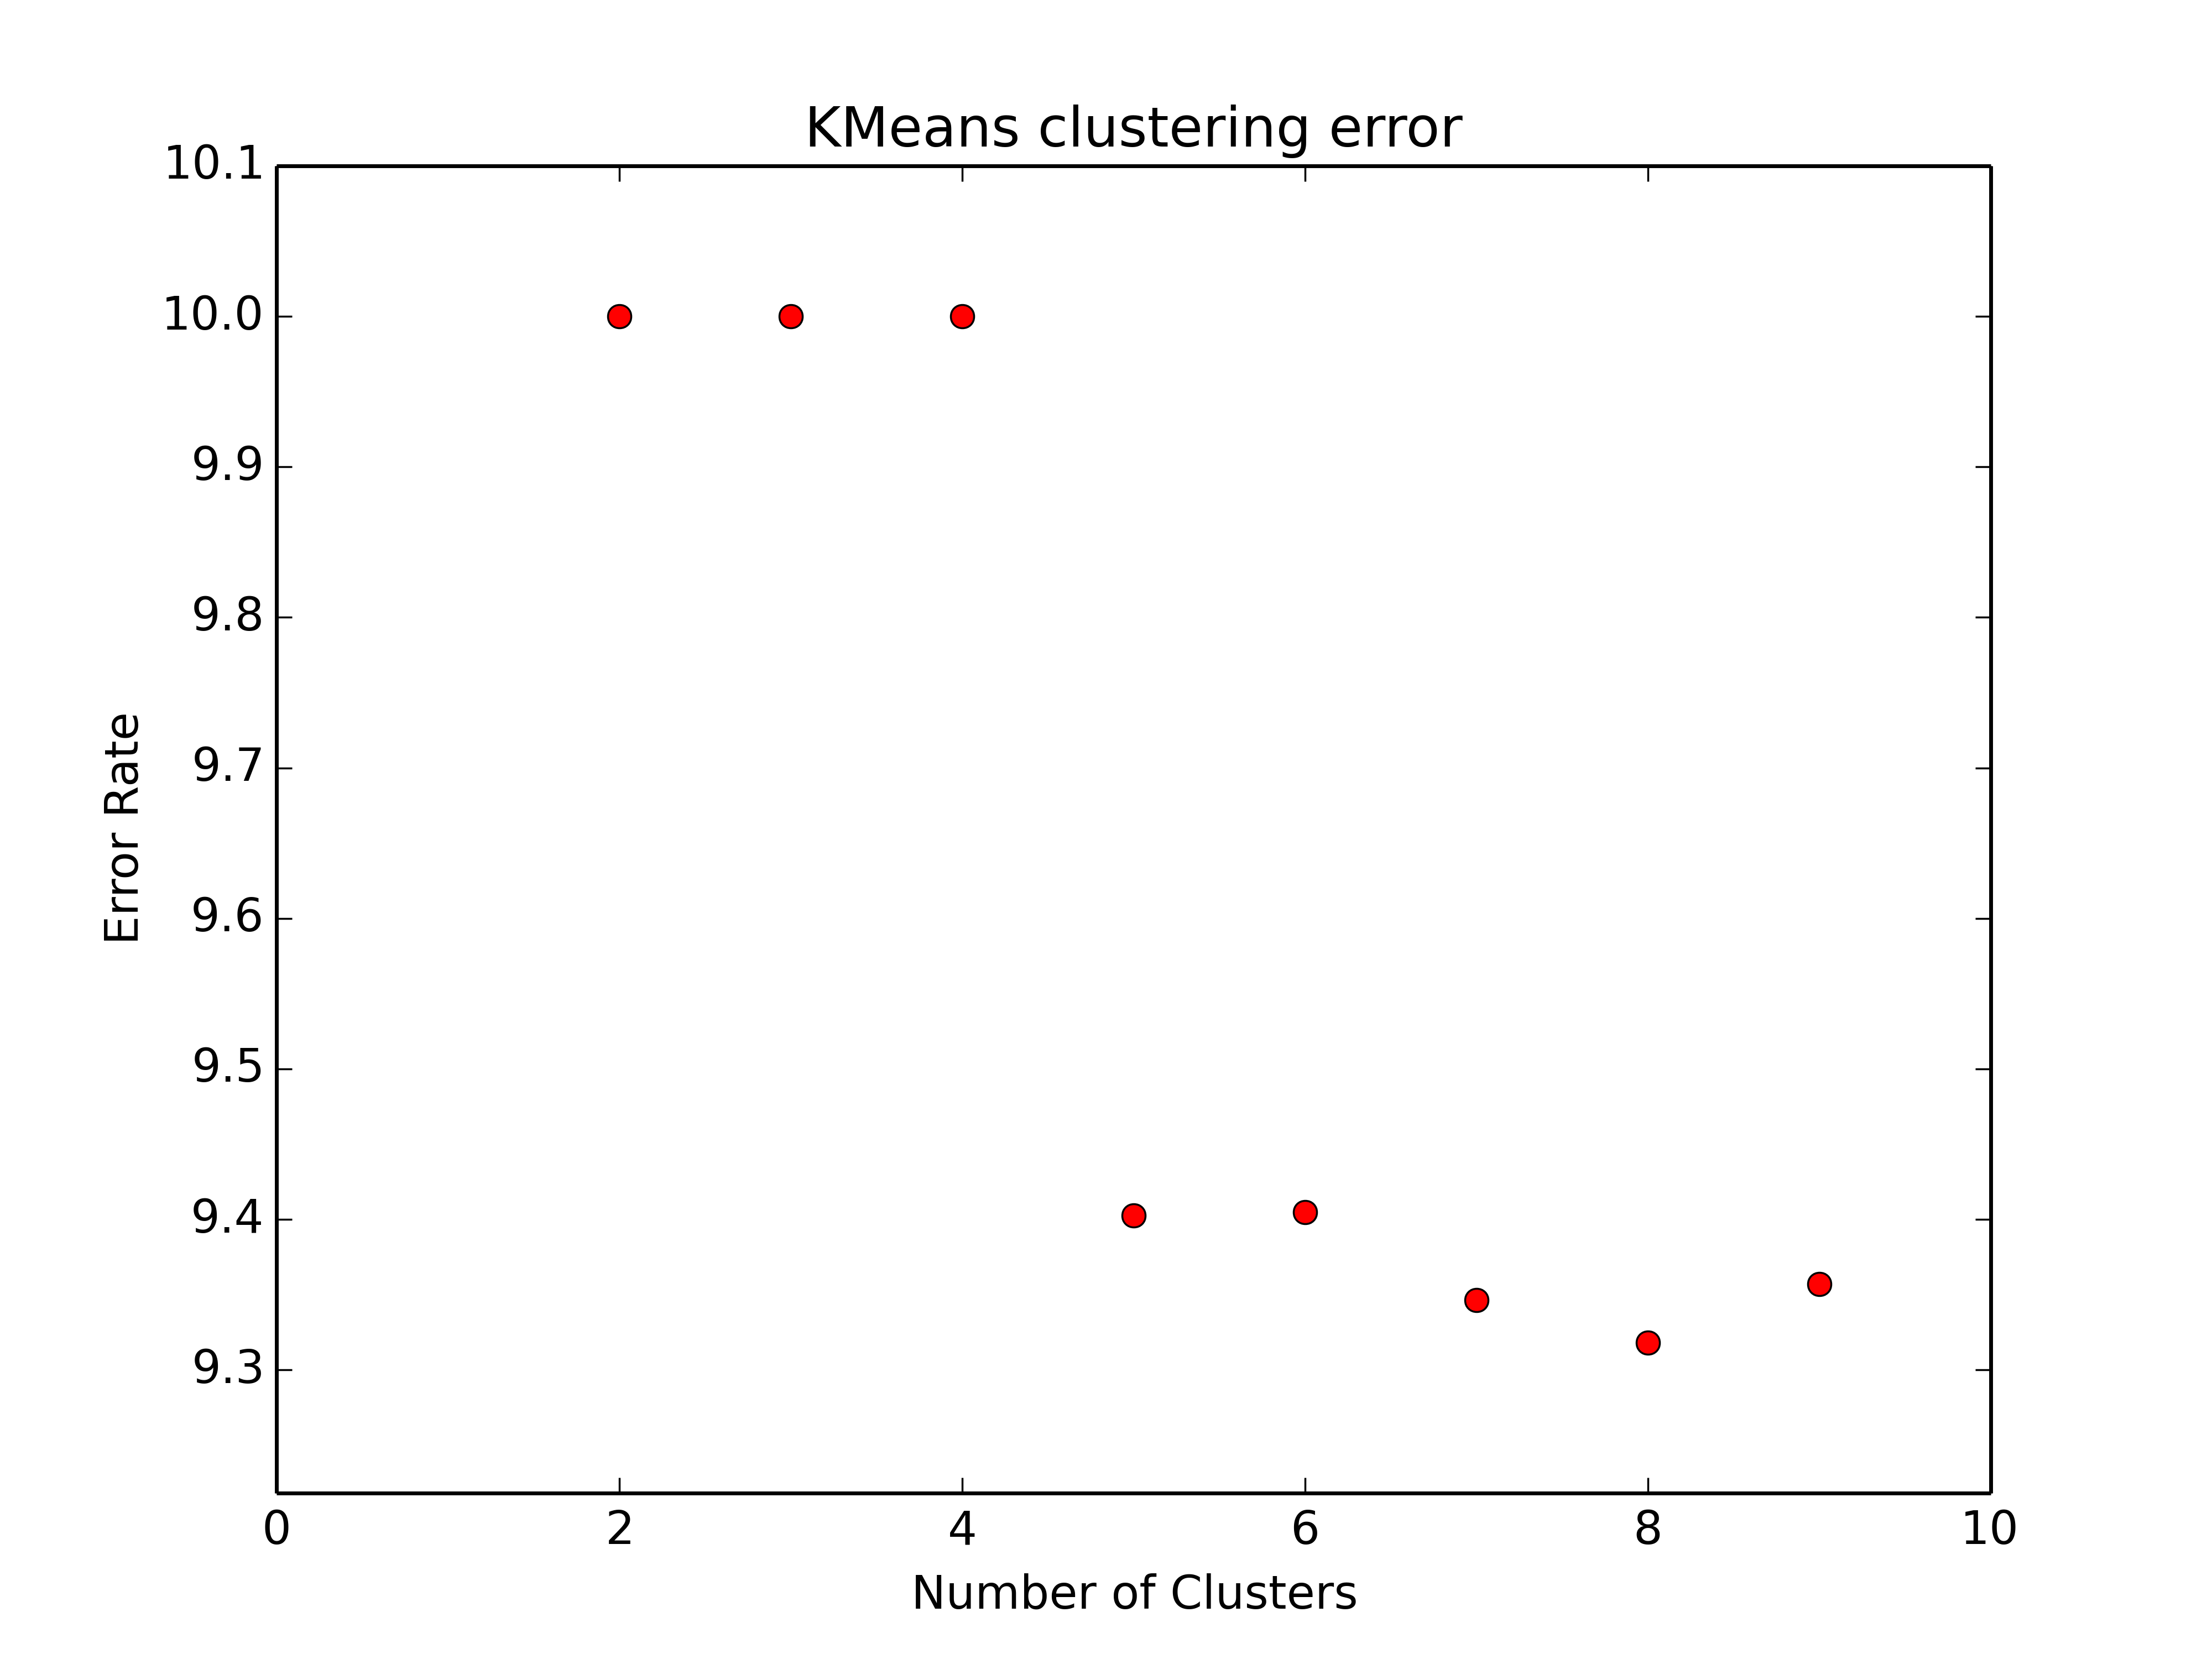 KMeans clustering error
10.1
10.0
9.9
9.8
9.7
9.6
9.5
9.4
9.3
Error Rate
0 2 4 6 8 10
Number of Clusters